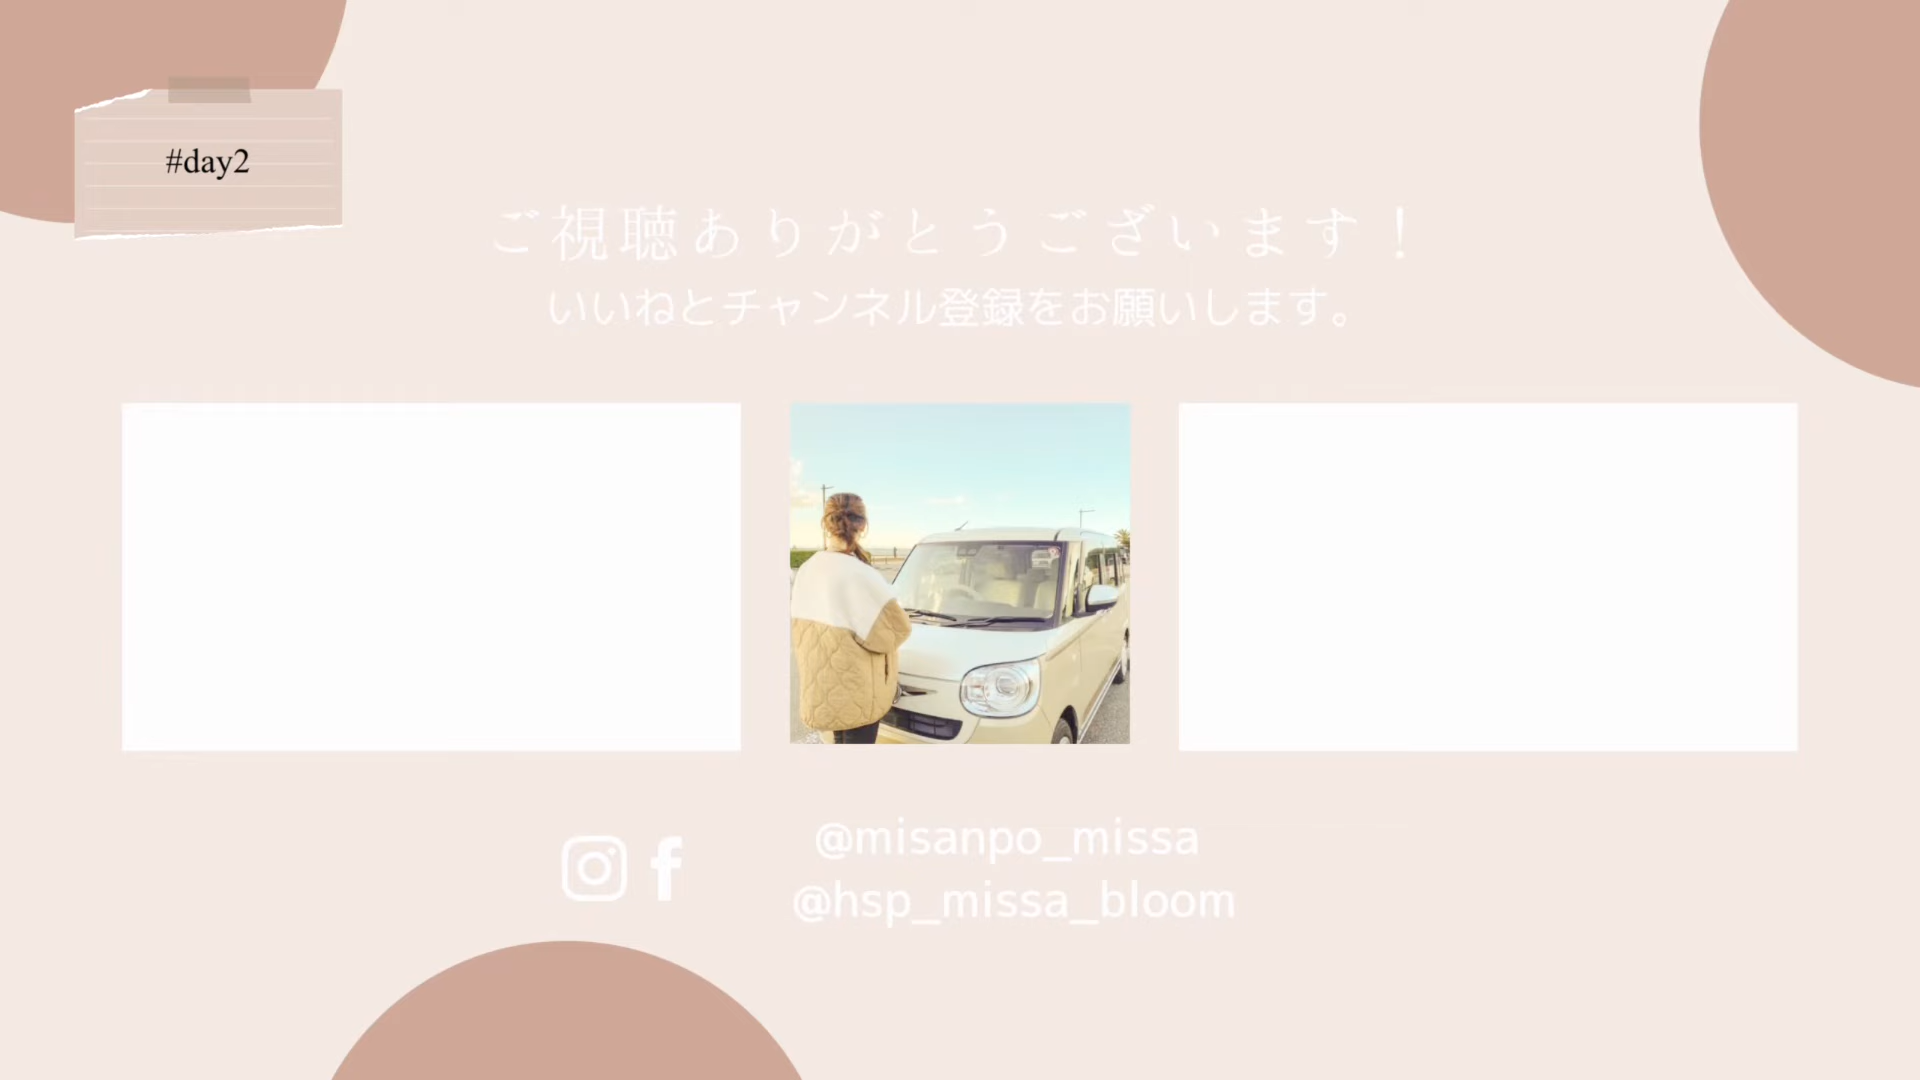 #day2
ご視聴ありがとうございます！
いいねとチャンネル登録をお願いします。
@misanpo_missa
@hsp_missa_bloom